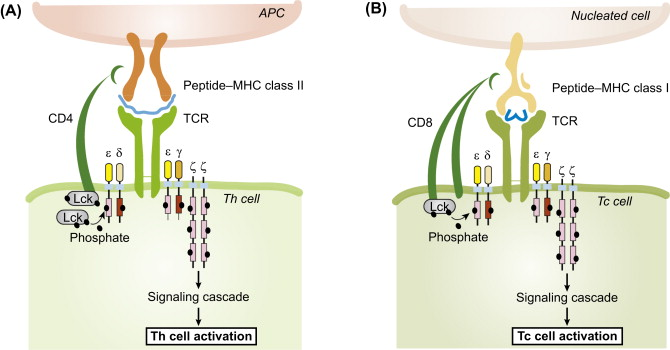 (A)
APC
Peptide–MHC class II
CD4
TCR
ε δ
ε γ
ζ ζ
Th cell
Lck
Lck
Phosphate
Signaling cascade
Th cell activation
(B)
Nucleated cell
Peptide–MHC class I
CD8
TCR
ε δ
ε γ
ζ ζ
Tc cell
Lck
Phosphate
Signaling cascade
Tc cell activation